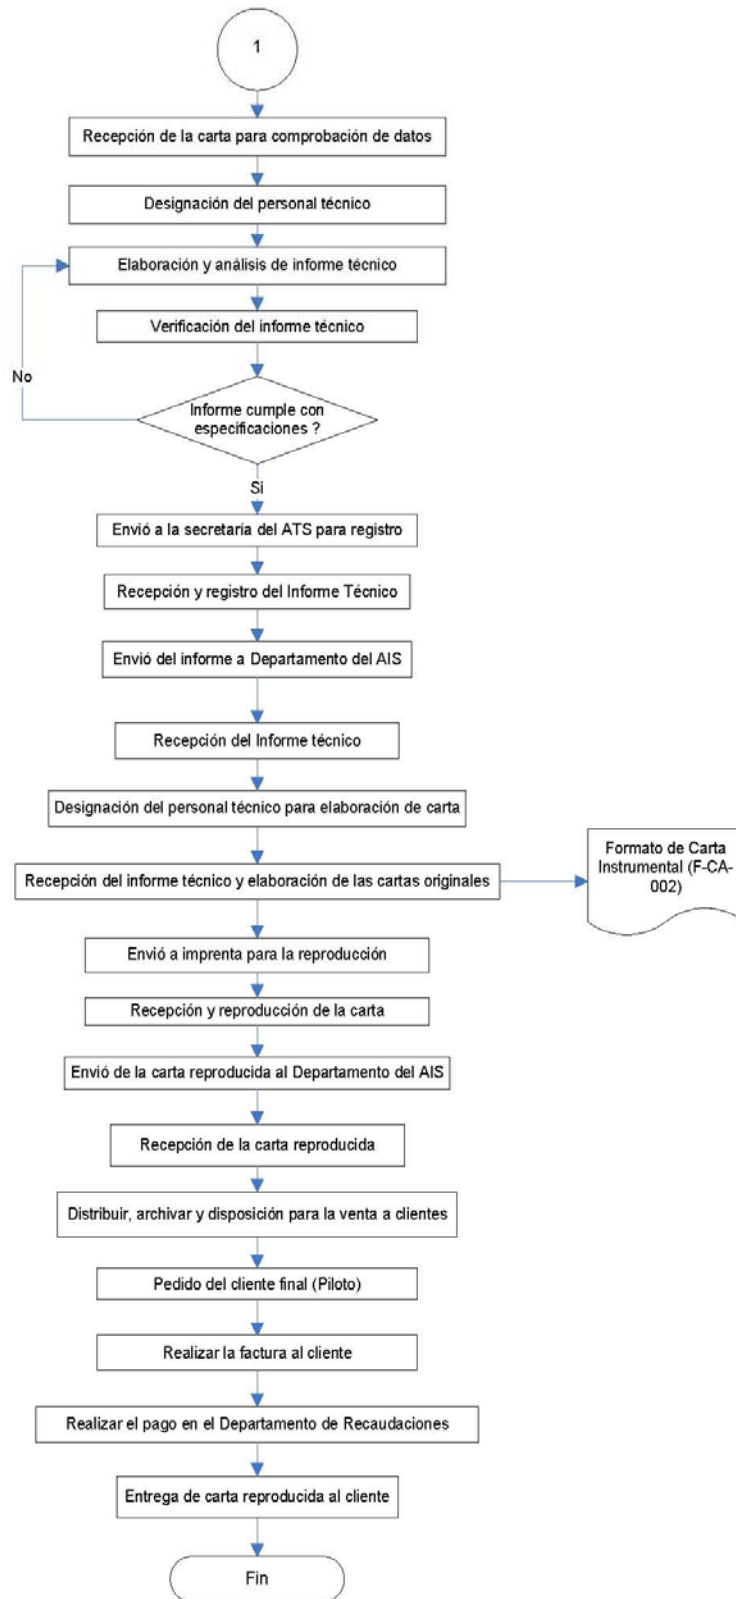 1
Recepción de la carta para comprobación de datos
Designación del personal técnico
Elaboración y análisis de informe técnico
Verificación del informe técnico
No
Informe cumple con
especificaciones ?
Si
Envió a la secretaría del ATS para registro
Recepción y registro del Informe Técnico
Envió del informe a Departamento del AIS
Recepción del Informe técnico
Designación del personal técnico para elaboración de carta
Recepción del informe técnico y elaboración de las cartas originales
Formato de Carta
Instrumental (F-CA-
002)
Envió a imprenta para la reproducción
Recepción y reproducción de la carta
Envió de la carta reproducida al Departamento del AIS
Recepción de la carta reproducida
Distribuir, archivar y disposición para la venta a clientes
Pedido del cliente final (Piloto)
Realizar la factura al cliente
Realizar el pago en el Departamento de Recaudaciones
Entrega de carta reproducida al cliente
Fin